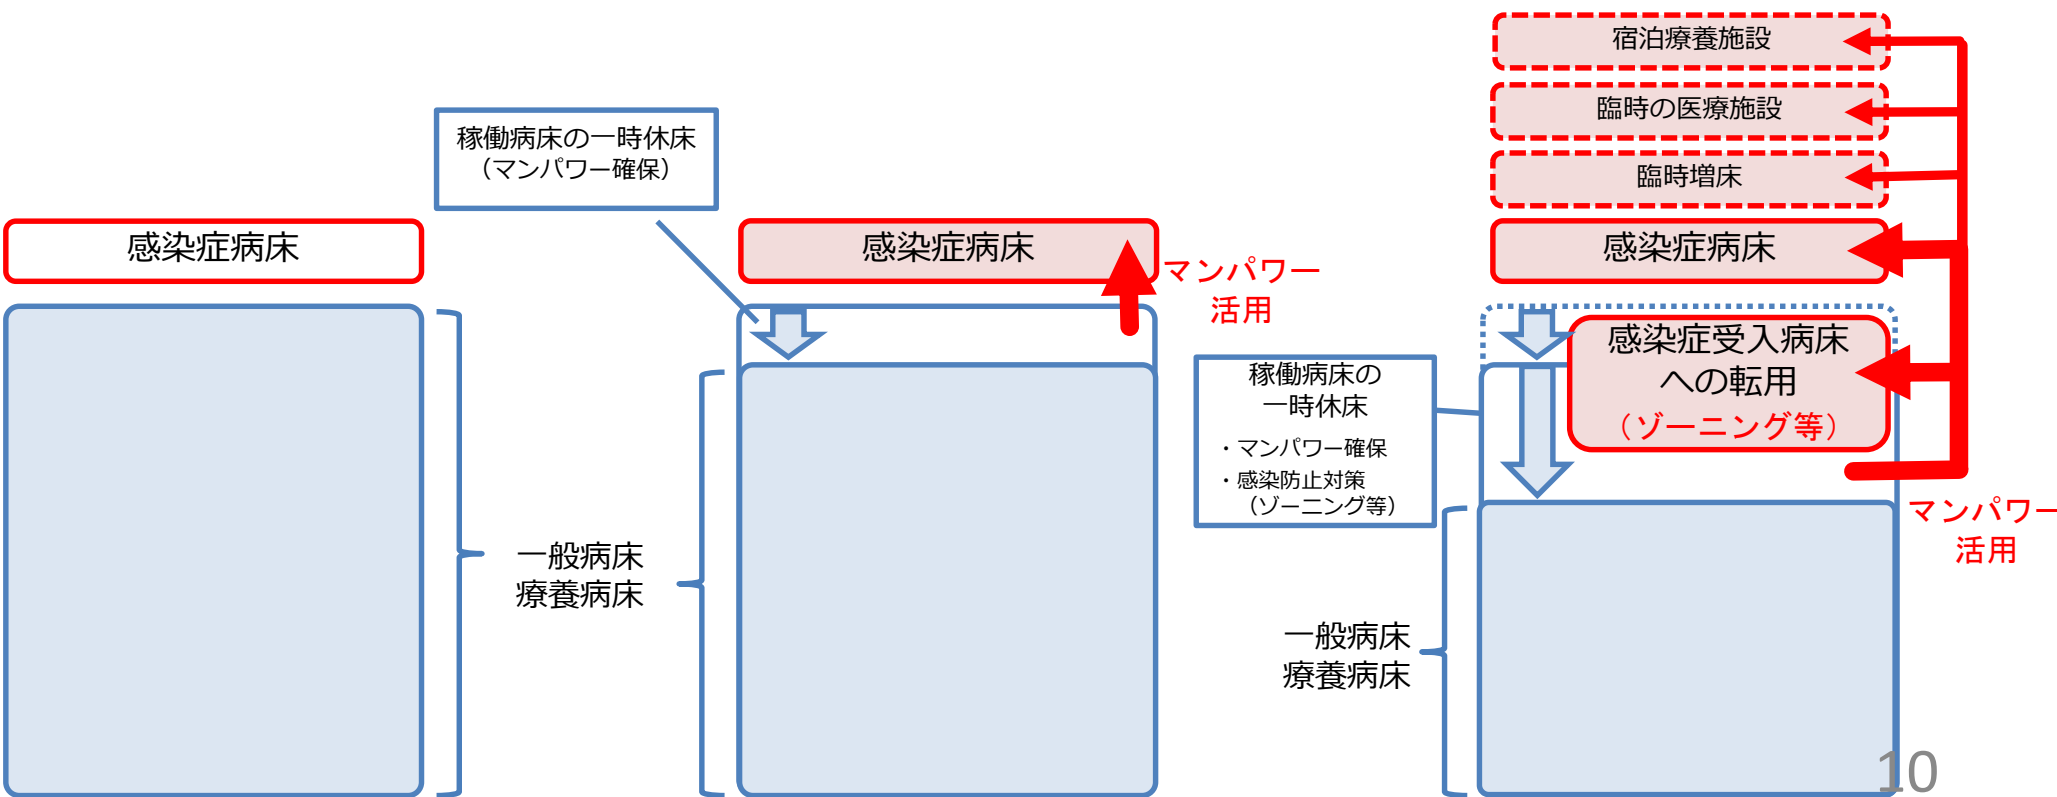 感染症病床
稼働病床の一時休床
（マンパワー確保）
一般病床
療養病床
感染症病床
マンパワー
活用
宿泊療養施設
臨時の医療施設
臨時増床
感染症病床
感染症受入病床
への転用
（ゾーニング等）
稼働病床の
一時休床
・マンパワー確保
・感染防止対策
（ゾーニング等）
マンパワー
活用
一般病床
療養病床
10